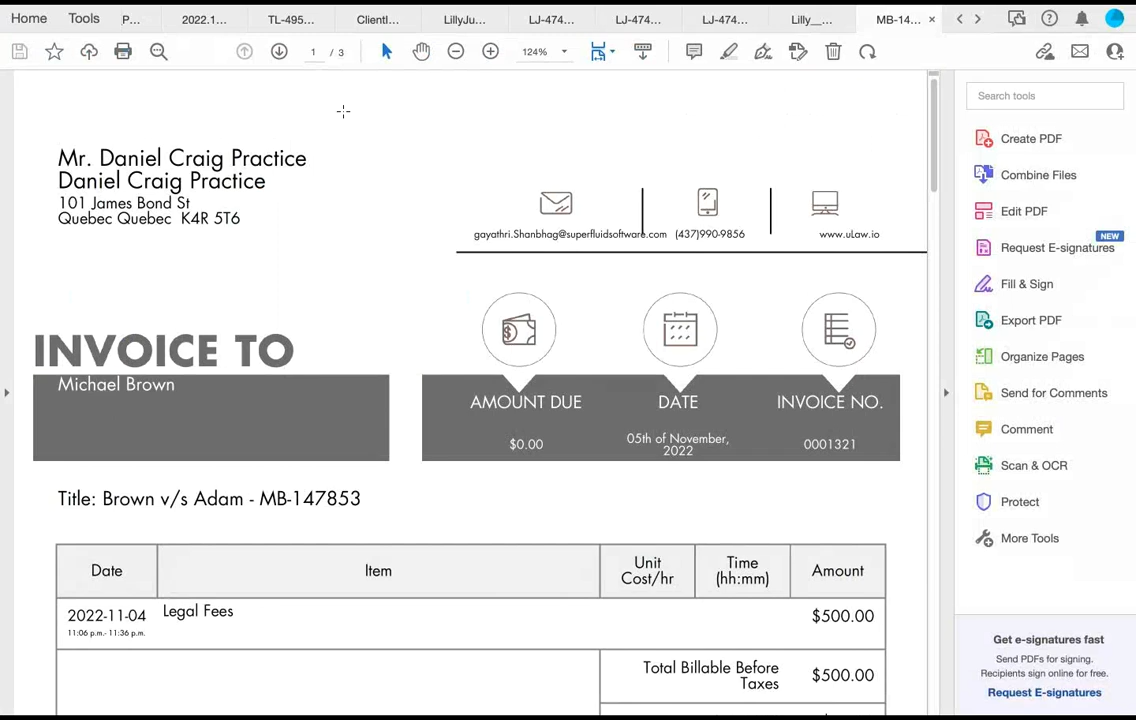 Home
Tools
P...
2022.1...
TL-495...
ClientI...
LillyJu...
LJ-474...
LJ-474...
LJ-474...
Lilly__...
MB-14...
1 / 3
124%
Mr. Daniel Craig Practice
Daniel Craig Practice
101 James Bond St
Quebec Quebec K4R 5T6
gayathri.Shanbhag@superfluidsoftware.com
(437)990-9856
www.uLaw.io
INVOICE TO
Michael Brown
AMOUNT DUE
$0.00
DATE
05th of November,
2022
INVOICE NO.
0001321
Title: Brown v/s Adam - MB-147853
Date
Item
Unit
Cost/hr
Time
(hh:mm)
Amount
2022-11-04
11:06 p.m.- 11:36 p.m.
Legal Fees
$500.00
Total Billable Before
Taxes
$500.00
Search tools
Create PDF
Combine Files
Edit PDF
NEW
Request E-signatures
Fill & Sign
Export PDF
Organize Pages
Send for Comments
Comment
Scan & OCR
Protect
More Tools
Get e-signatures fast
Send PDFs for signing.
Recipients sign online for free.
Request E-signatures